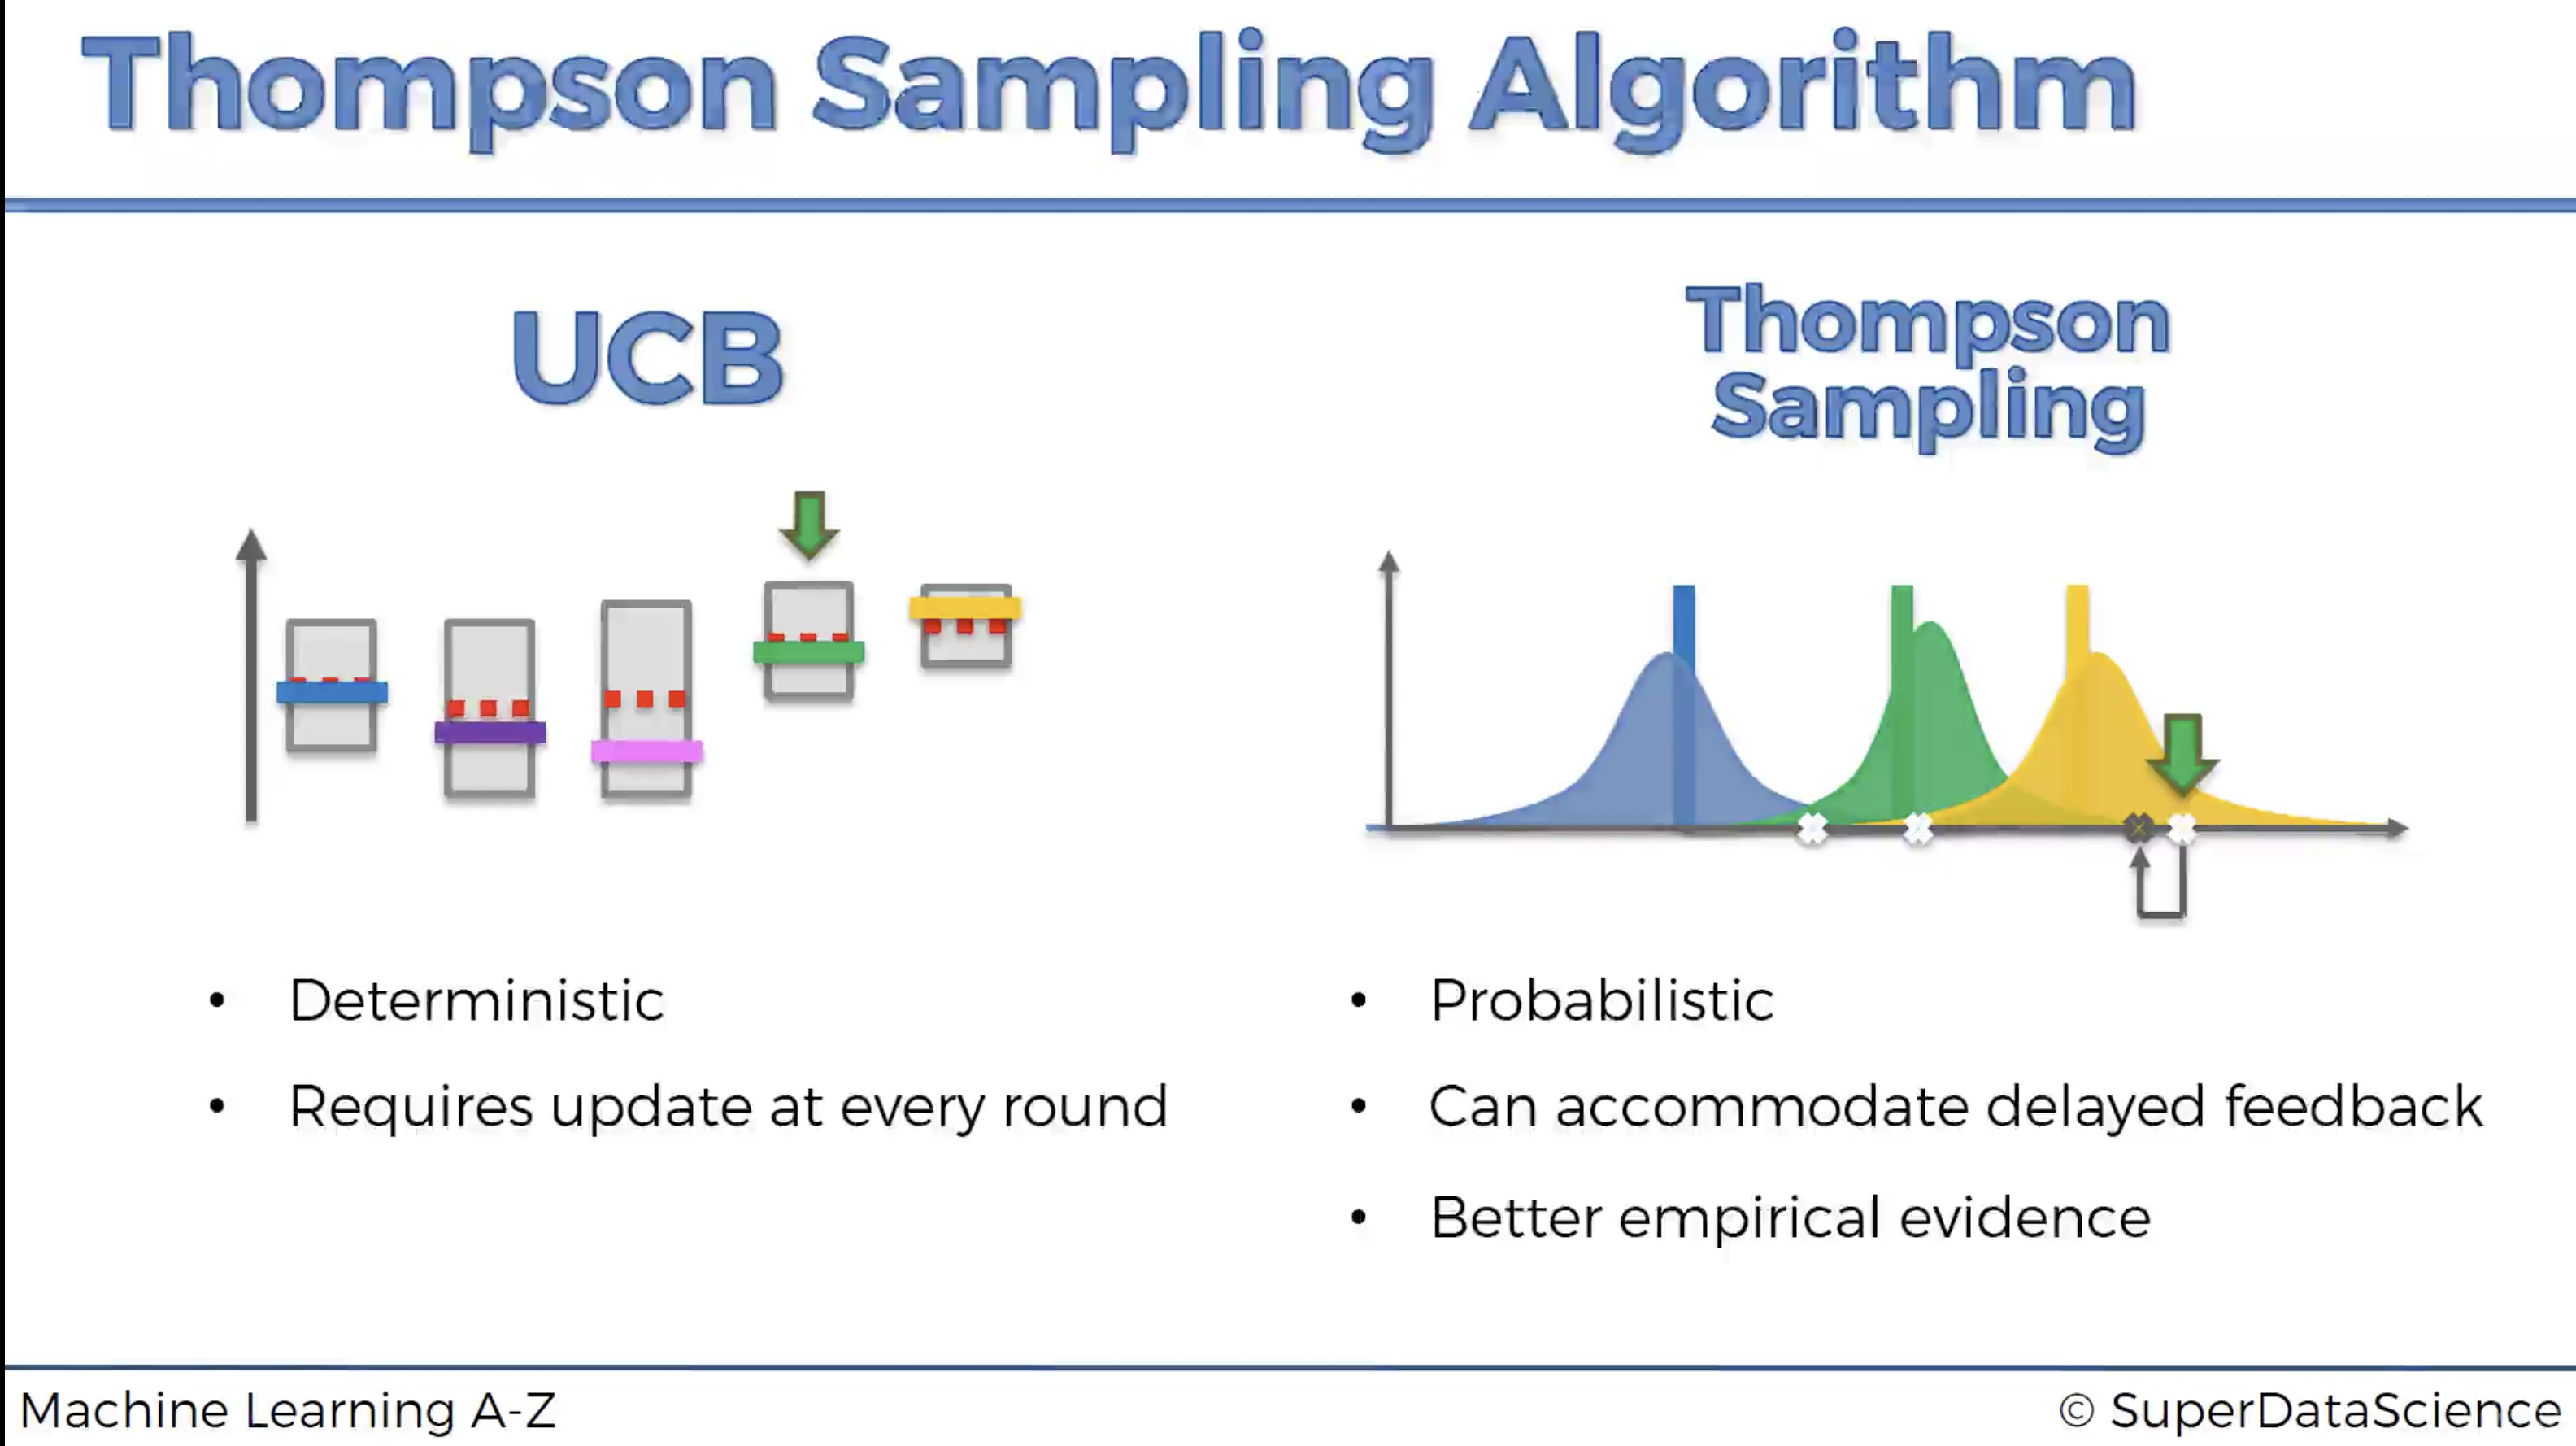 Thompson Sampling Algorithm
UCB
Thompson
Sampling
• Deterministic
• Requires update at every round
• Probabilistic
• Can accommodate delayed feedback
• Better empirical evidence
Machine Learning A-Z
© SuperDataScience